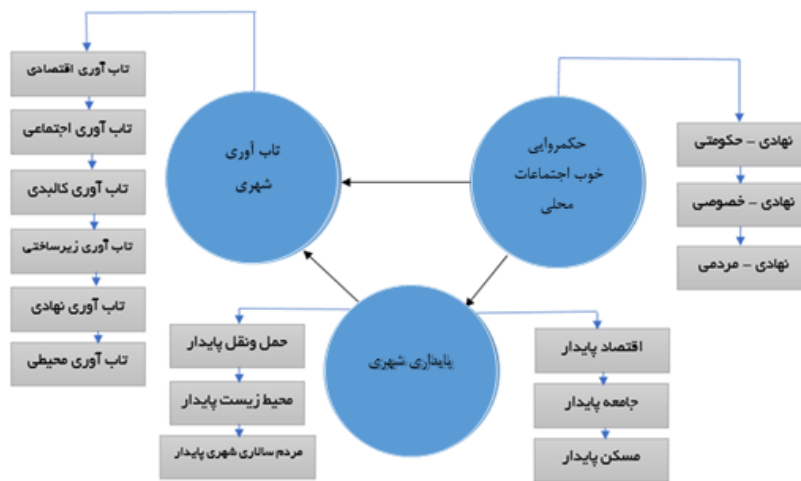 حکمروایی
خوب اجتماعات
محلی
نهادی – حکومتی
نهادی – خصوصی
نهادی – مردمی
تاب آوری
شهری
تاب آوری اقتصادی
تاب آوری اجتماعی
تاب آوری کالبدی
تاب آوری زیرساختی
تاب آوری نهادی
تاب آوری محیطی
پایداری شهری
اقتصاد پایدار
جامعه پایدار
مسکن پایدار
حمل ونقل پایدار
محیط زیست پایدار
مردم سالاری شهری پایدار